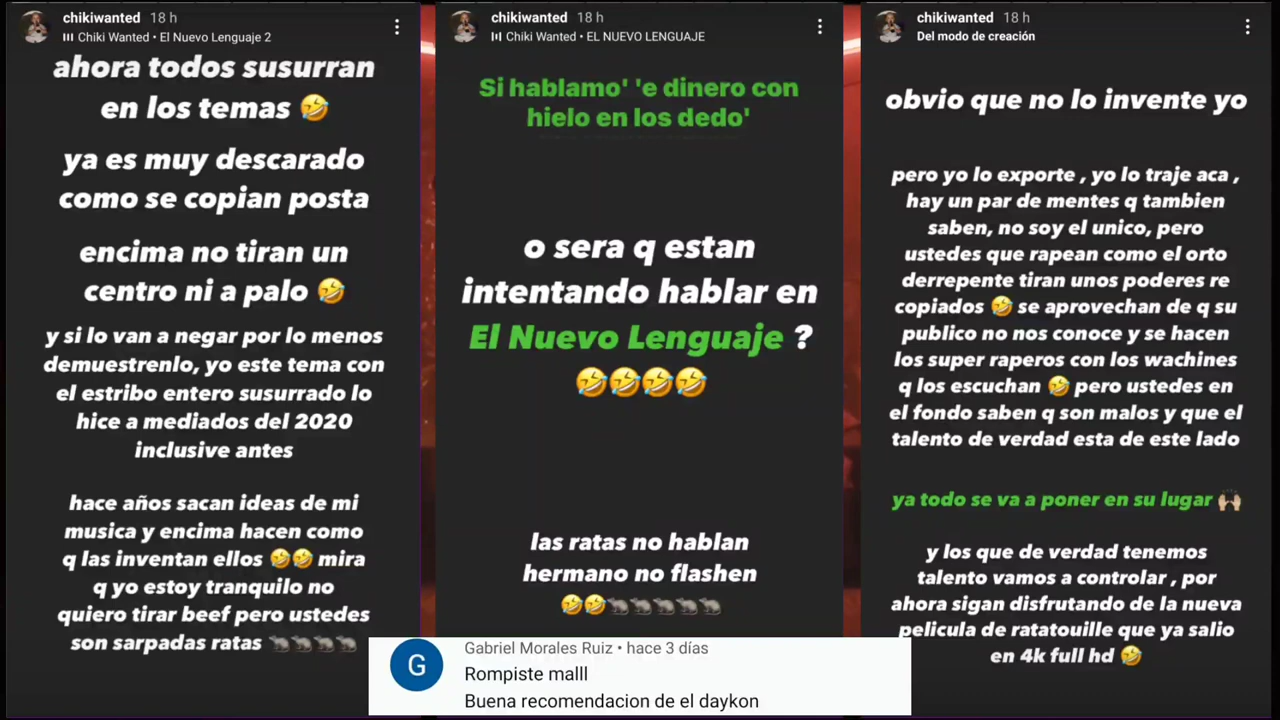 chikiwanted 18 h
Chiki Wanted • El Nuevo Lenguaje 2
ahora todos susurran
en los temas 🤣
ya es muy descarado
como se copian posta
encima no tiran un
centro ni a palo 🤣
y si lo van a negar por lo menos
demuestrenlo, yo este tema con
el estribo entero susurrado lo
hice a mediados del 2020
inclusive antes
hace años sacan ideas de mi
musica y encima hacen como
q las inventan ellos 🤣🤣 mira
q yo estoy tranquilo no
quiero tirar beef pero ustedes
son sarpadas ratas 🐀🐀🐀🐀
chikiwanted 18 h
Chiki Wanted • EL NUEVO LENGUAJE
Si hablamo' 'e dinero con
hielo en los dedo'
o sera q estan
intentando hablar en
El Nuevo Lenguaje ?
🤣🤣🤣🤣
las ratas no hablan
hermano no flashen
🤣🤣🐀🐀🐀🐀🐀
chikiwanted 18 h
Del modo de creación
obvio que no lo invente yo
pero yo lo exporte , yo lo traje aca ,
hay un par de mentes q tambien
saben, no soy el unico, pero
ustedes que rapean como el orto
derrepente tiran unos poderes re
copiados 🤣 se aprovechan de q su
publico no nos conoce y se hacen
los super raperos con los wachines
q los escuchan 🤣 pero ustedes en
el fondo saben q son malos y que el
talento de verdad esta de este lado
ya todo se va a poner en su lugar 🙌🏼
y los que de verdad tenemos
talento vamos a controlar , por
ahora sigan disfrutando de la nueva
pelicula de ratatouille que ya salio
en 4k full hd 🤣
G
Gabriel Morales Ruiz • hace 3 días
Rompiste malll
Buena recomendacion de el daykon